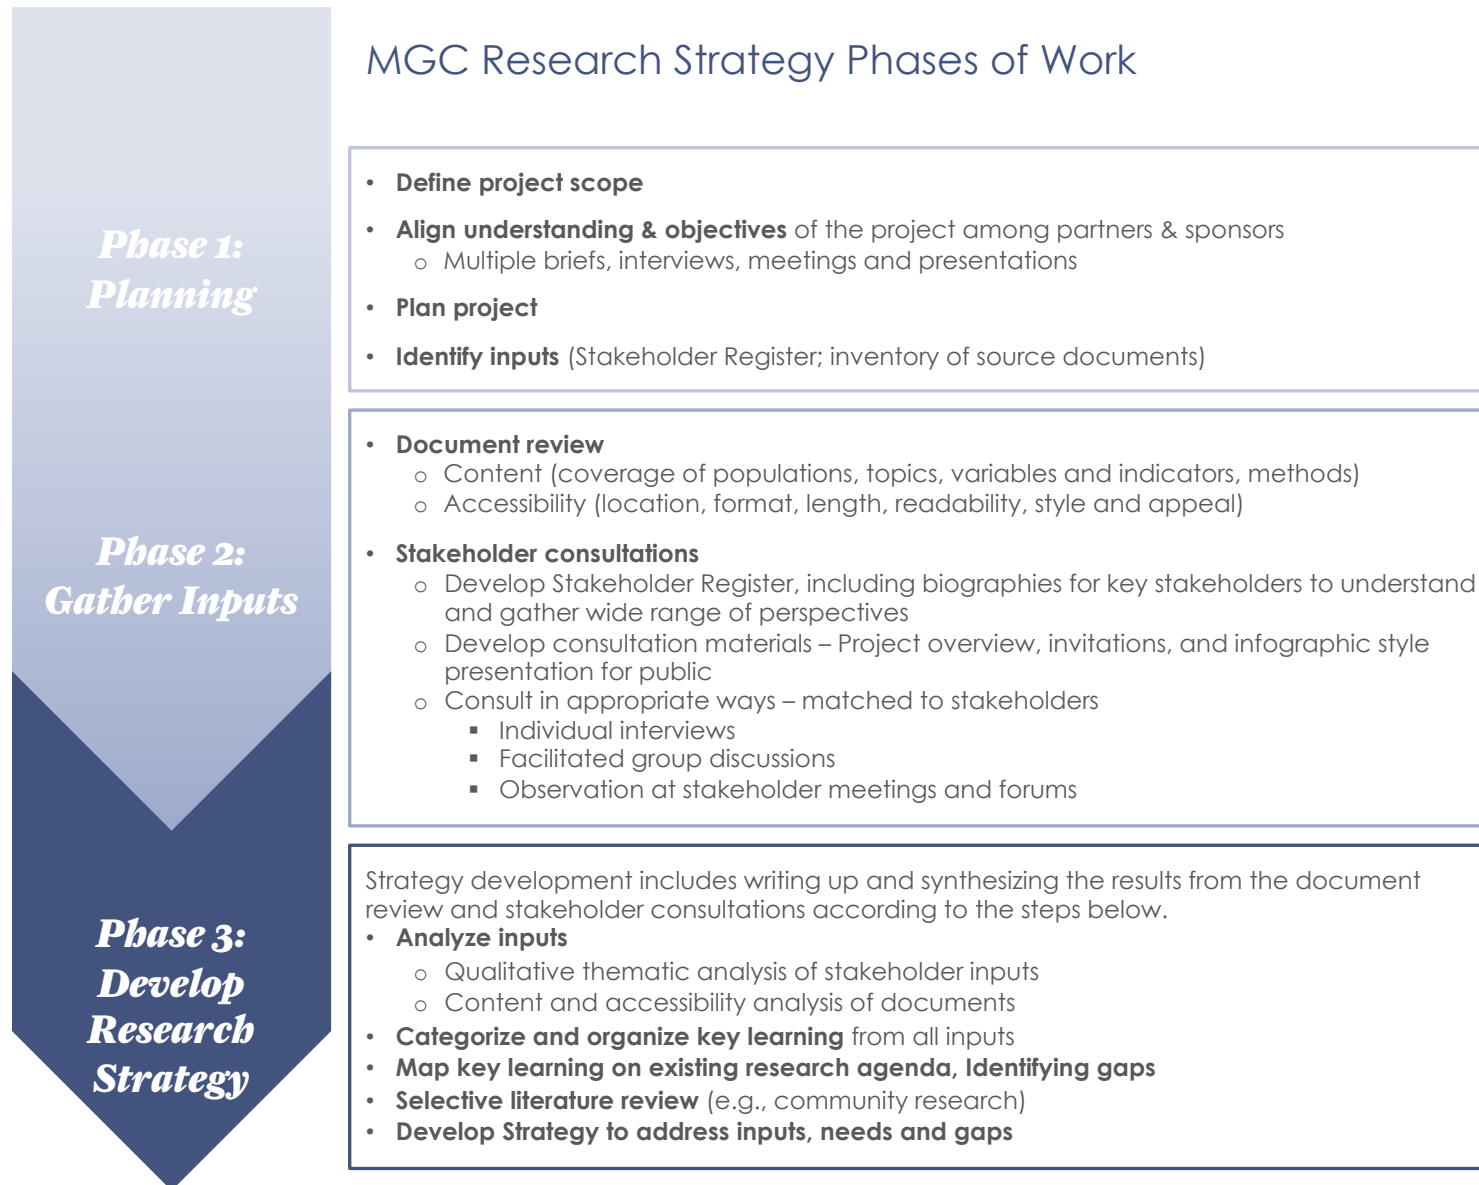 MGC Research Strategy Phases of Work
Phase 1:
Planning
• Define project scope
• Align understanding & objectives of the project among partners & sponsors
o Multiple briefs, interviews, meetings and presentations
• Plan project
• Identify inputs (Stakeholder Register; inventory of source documents)
Phase 2:
Gather Inputs
• Document review
o Content (coverage of populations, topics, variables and indicators, methods)
o Accessibility (location, format, length, readability, style and appeal)
• Stakeholder consultations
o Develop Stakeholder Register, including biographies for key stakeholders to understand
and gather wide range of perspectives
o Develop consultation materials – Project overview, invitations, and infographic style
presentation for public
o Consult in appropriate ways – matched to stakeholders
▪ Individual interviews
▪ Facilitated group discussions
▪ Observation at stakeholder meetings and forums
Phase 3:
Develop
Research
Strategy
Strategy development includes writing up and synthesizing the results from the document
review and stakeholder consultations according to the steps below.
• Analyze inputs
o Qualitative thematic analysis of stakeholder inputs
o Content and accessibility analysis of documents
• Categorize and organize key learning from all inputs
• Map key learning on existing research agenda, Identifying gaps
• Selective literature review (e.g., community research)
• Develop Strategy to address inputs, needs and gaps